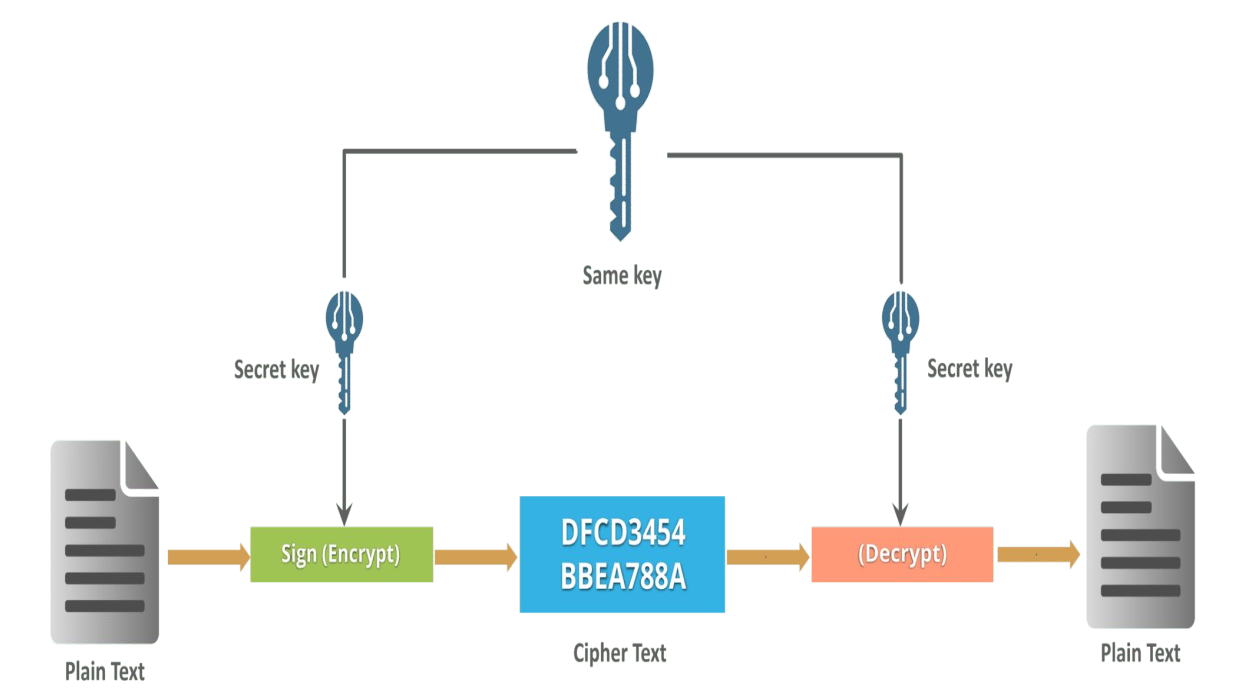 Same key
Secret key
Secret key
Sign (Encrypt)
DFCD3454
BBEA788A
(Decrypt)
Cipher Text
Plain Text
Plain Text